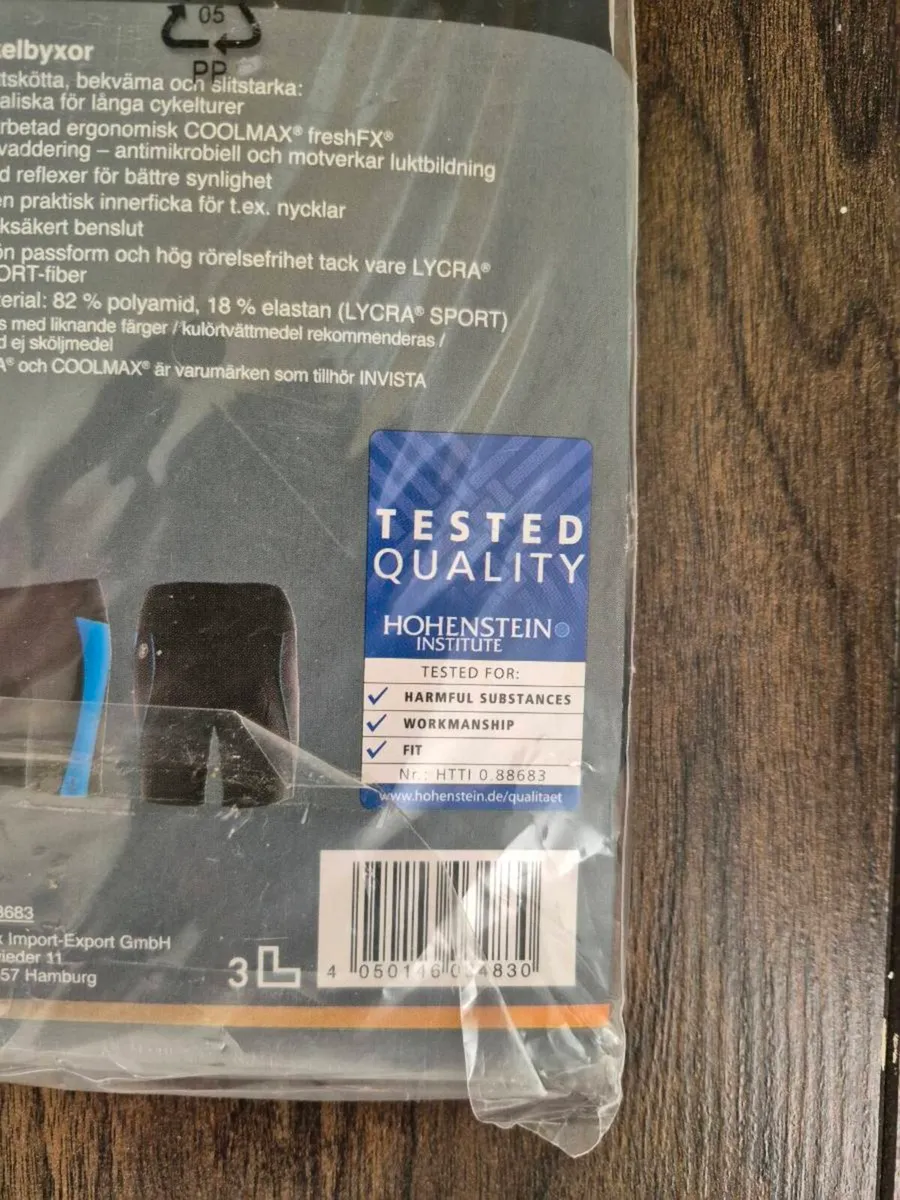 05
PP
elbyxor
tskötta, bekväma och slitstarka:
aliska för långa cykelturer
rbetad ergonomisk COOLMAX® freshFX®
vaddering – antimikrobiell och motverkar luktbildning
d reflexer för bättre synlighet
en praktisk innerficka för t.ex. nycklar
ksäkert benslut
ön passform och hög rörelsefrihet tack vare LYCRA®
ORT-fiber
terial: 82 % polyamid, 18 % elastan (LYCRA® SPORT)
s med liknande färger / kulörtvättmedel rekommenderas /
d ej sköljmedel
A® och COOLMAX® är varumärken som tillhör INVISTA
TESTED
QUALITY
HOHENSTEIN
INSTITUTE
TESTED FOR:
HARMFUL SUBSTANCES
WORKMANSHIP
FIT
Nr.: HTTI 0.88683
www.hohenstein.de/qualitaet
8683
x Import-Export GmbH
ieder 11
57 Hamburg
3 L
4 050146 034830